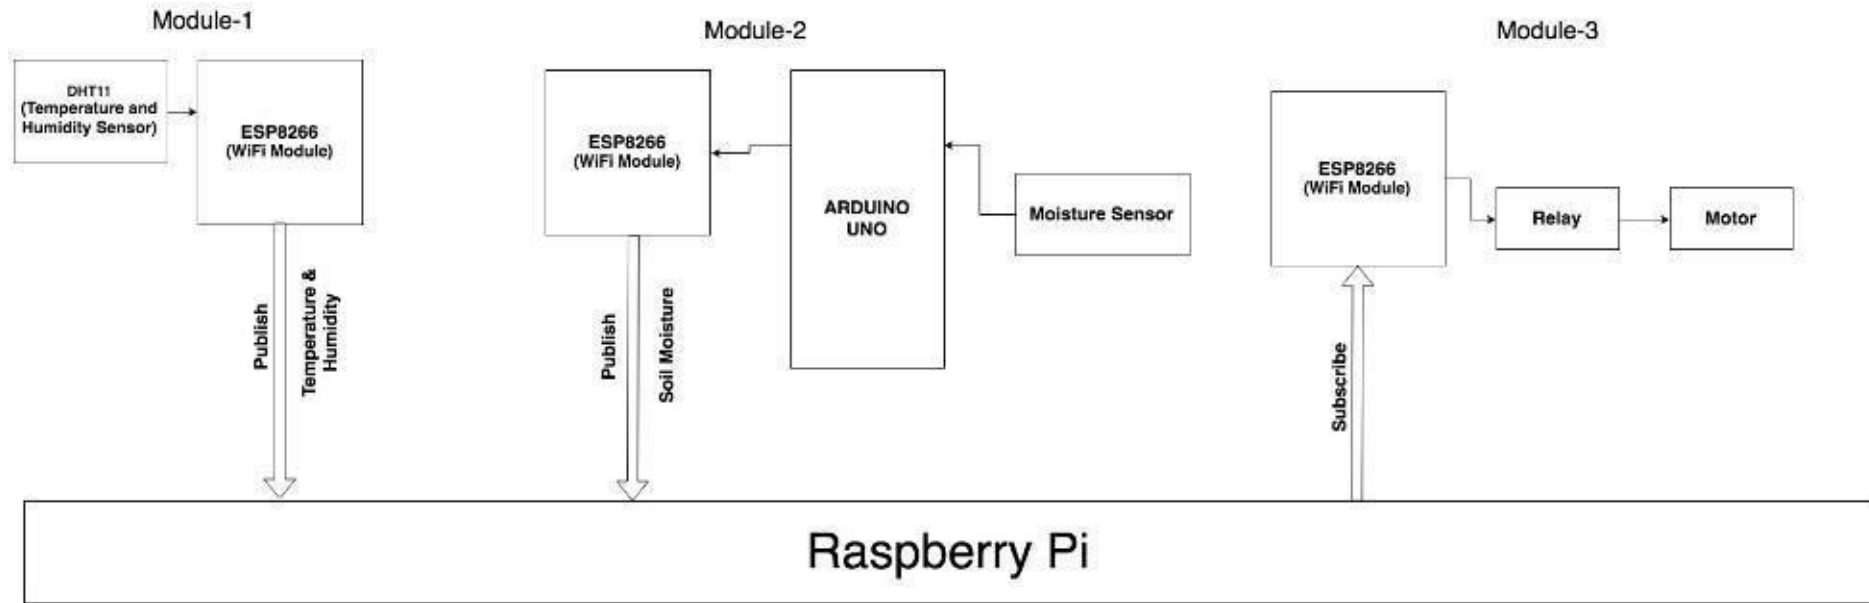 Module-1
DHT11
(Temperature and
Humidity Sensor)
ESP8266
(WiFi Module)
Publish
Temperature &
Humidity
Module-2
ESP8266
(WiFi Module)
ARDUINO
UNO
Moisture Sensor
Publish
Soil Moisture
Module-3
ESP8266
(WiFi Module)
Relay
Motor
Subscribe
Raspberry Pi